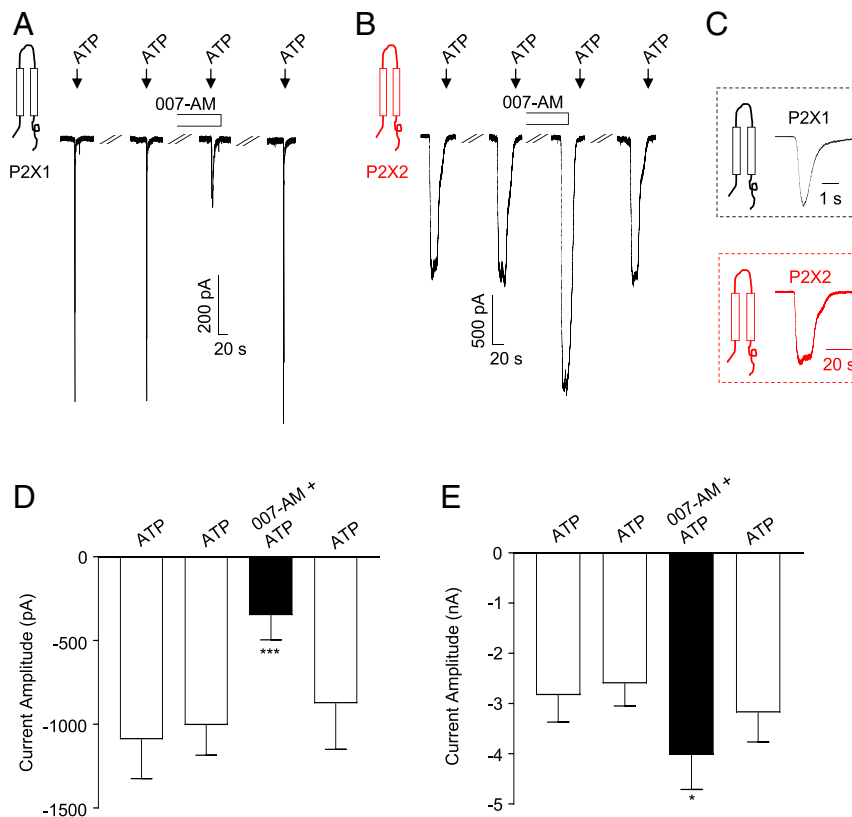 A
ATP
ATP
ATP
ATP
007-AM
P2X1
200 pA
20 s
B
ATP
ATP
ATP
ATP
007-AM
P2X2
500 pA
20 s
C
P2X1
1 s
P2X2
20 s
D
ATP
ATP
007-AM +
ATP
ATP
0
-500
-1000
-1500
Current Amplitude (pA)
***
E
ATP
ATP
007-AM +
ATP
ATP
0
-1
-2
-3
-4
-5
Current Amplitude (nA)
*